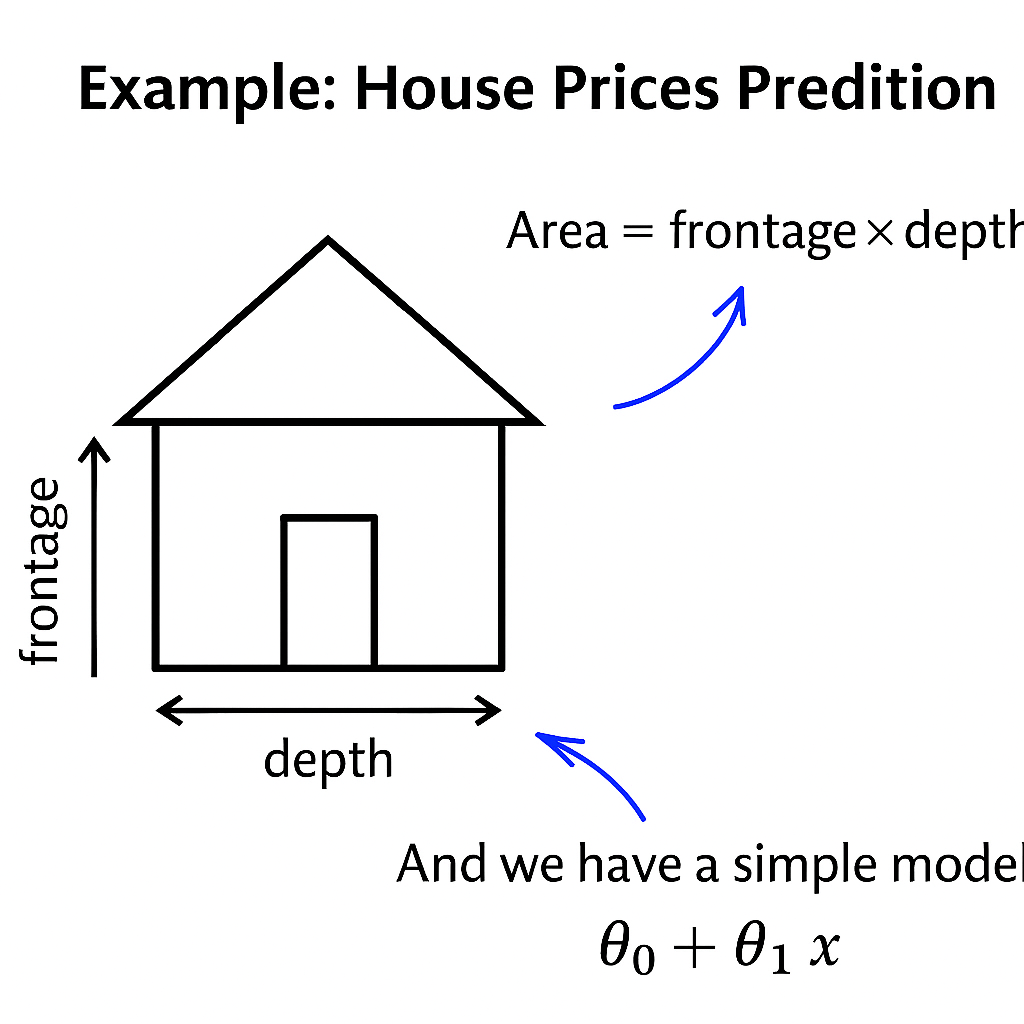 Example: House Prices Predition
Area = frontage × depth
frontage
depth
And we have a simple model
θ₀ + θ₁ x